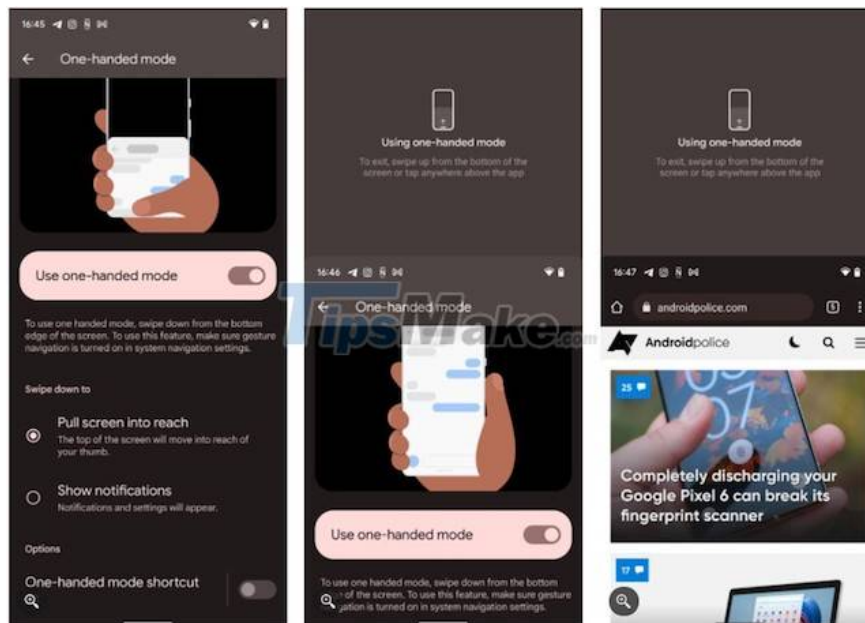 16:45
One-handed mode
Use one-handed mode
To use one handed mode, swipe down from the bottom
edge of the screen. To use this feature, make sure gesture
navigation is turned on in system navigation settings.
Swipe down to
Pull screen into reach
The top of the screen will move into reach of
your thumb.
Show notifications
Notifications and settings will appear.
Options
One-handed mode shortcut
Using one-handed mode
To exit, swipe up from the bottom of the
screen or tap anywhere above the app
16:46
One-handed mode
Use one-handed mode
To use one handed mode, swipe down from the bottom
of the screen. To use this feature, make sure gesture
navigation is turned on in system navigation settings.
Using one-handed mode
To exit, swipe up from the bottom of the
screen or tap anywhere above the app
16:47
androidpolice.com
5
Androidpolice
25
Completely discharging your
Google Pixel 6 can break its
fingerprint scanner
17
TipsMake.com